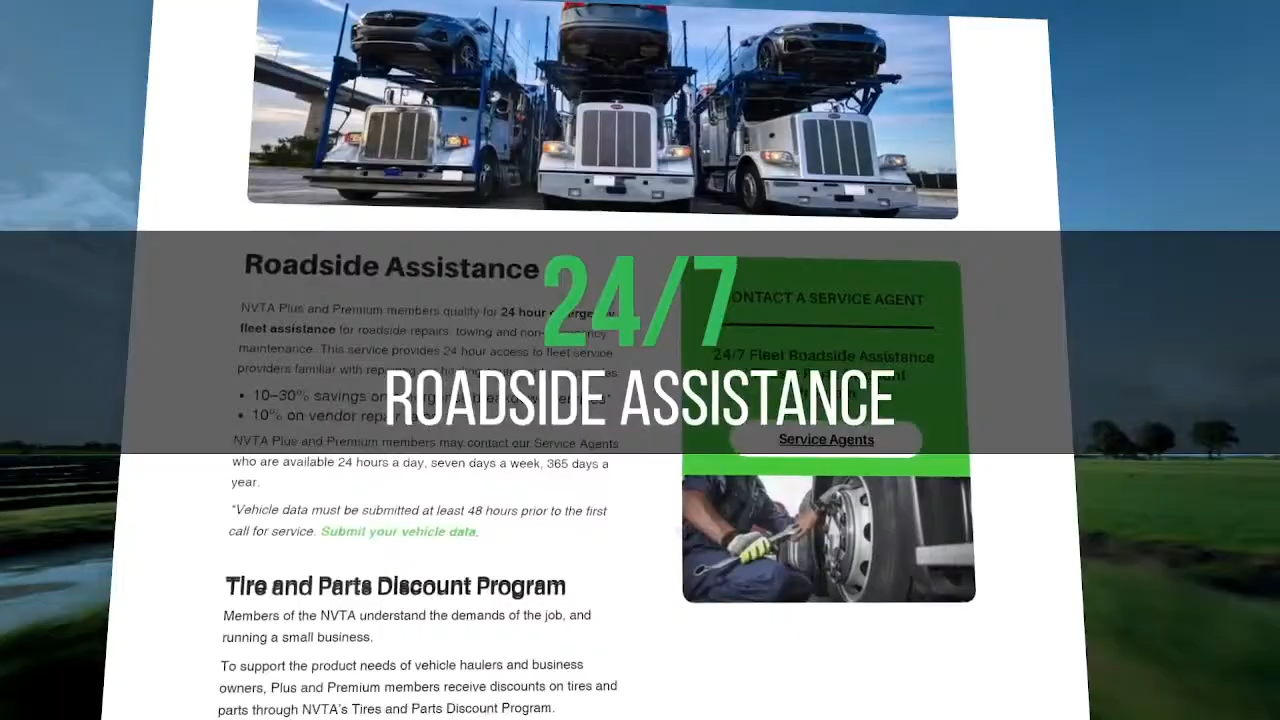 Roadside Assistance
24/7
ROADSIDE ASSISTANCE
NVTA Plus and Premium members qualify for 24 hour
fleet assistance for roadside repairs, towing and
maintenance. This service provides 24 hour access to fleet service
providers familiar with
• 10–30% savings on
• 10% on vendor
NVTA Plus and Premium members may contact our Service Agents
who are available 24 hours a day, seven days a week, 365 days a
year.
*Vehicle data must be submitted at least 48 hours prior to the first
call for service. Submit your vehicle data.
Tire and Parts Discount Program
Members of the NVTA understand the demands of the job, and
running a small business.
To support the product needs of vehicle haulers and business
owners, Plus and Premium members receive discounts on tires and
parts through NVTA's Tires and Parts Discount Program.
A SERVICE AGENT
24/7 Fleet Roadside Assistance
Service Agents